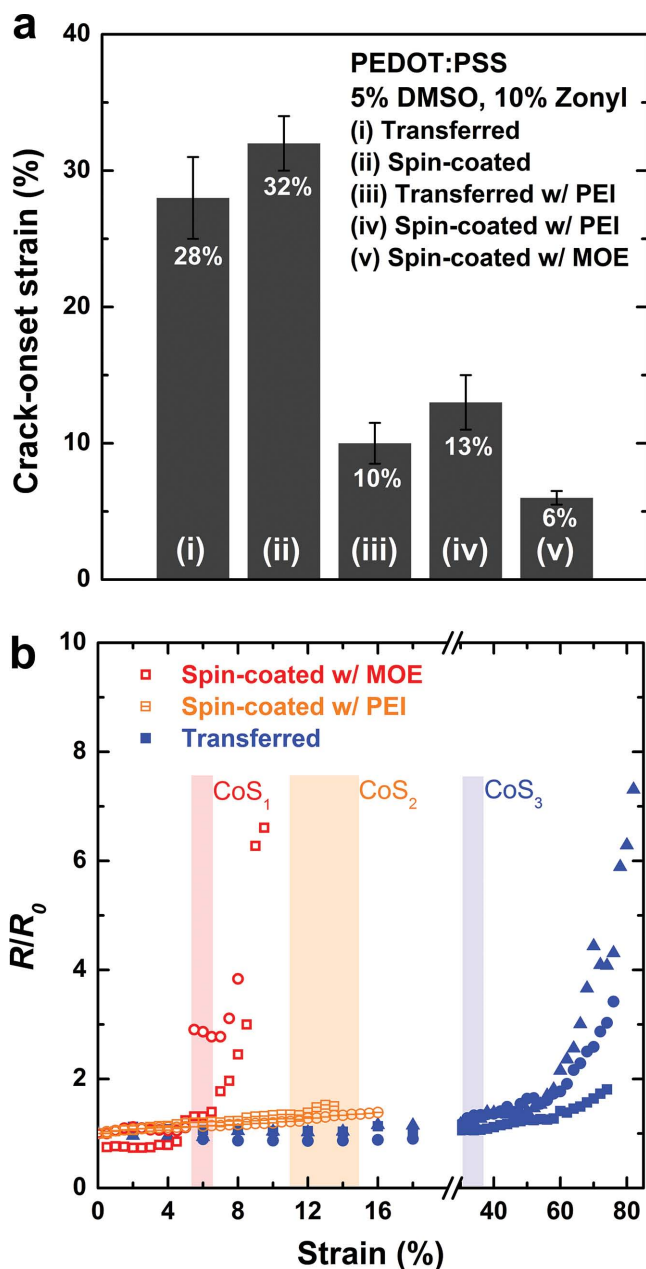 a
40
30
20
10
0
Crack-onset strain (%)
PEDOT:PSS
5% DMSO, 10% Zonyl
(i) Transferred
(ii) Spin-coated
(iii) Transferred w/ PEI
(iv) Spin-coated w/ PEI
(v) Spin-coated w/ MOE
28%
32%
10%
13%
6%
(i)
(ii)
(iii)
(iv)
(v)
b
10
8
6
4
2
0
R/R0
Spin-coated w/ MOE
Spin-coated w/ PEI
Transferred
CoS1
CoS2
CoS3
0 4 8 12 16 40 60 80
Strain (%)